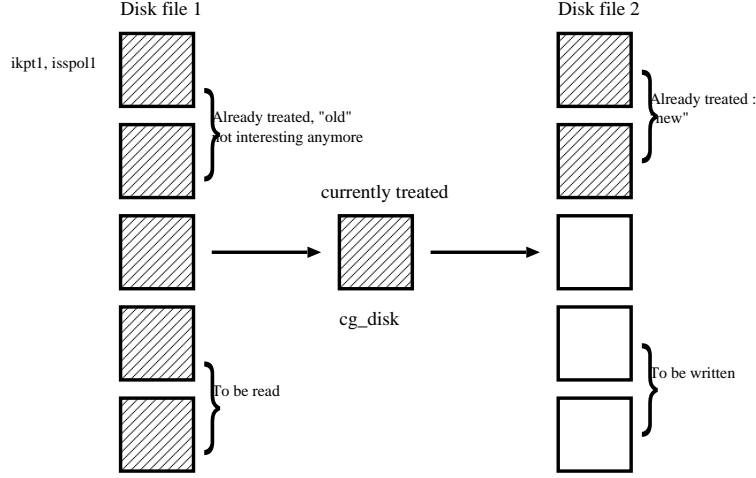 Disk file 1
Disk file 2
ikpt1, isspol1
Already treated, "old"
not interesting anymore
Already treated :
"new"
currently treated
cg_disk
To be read
To be written